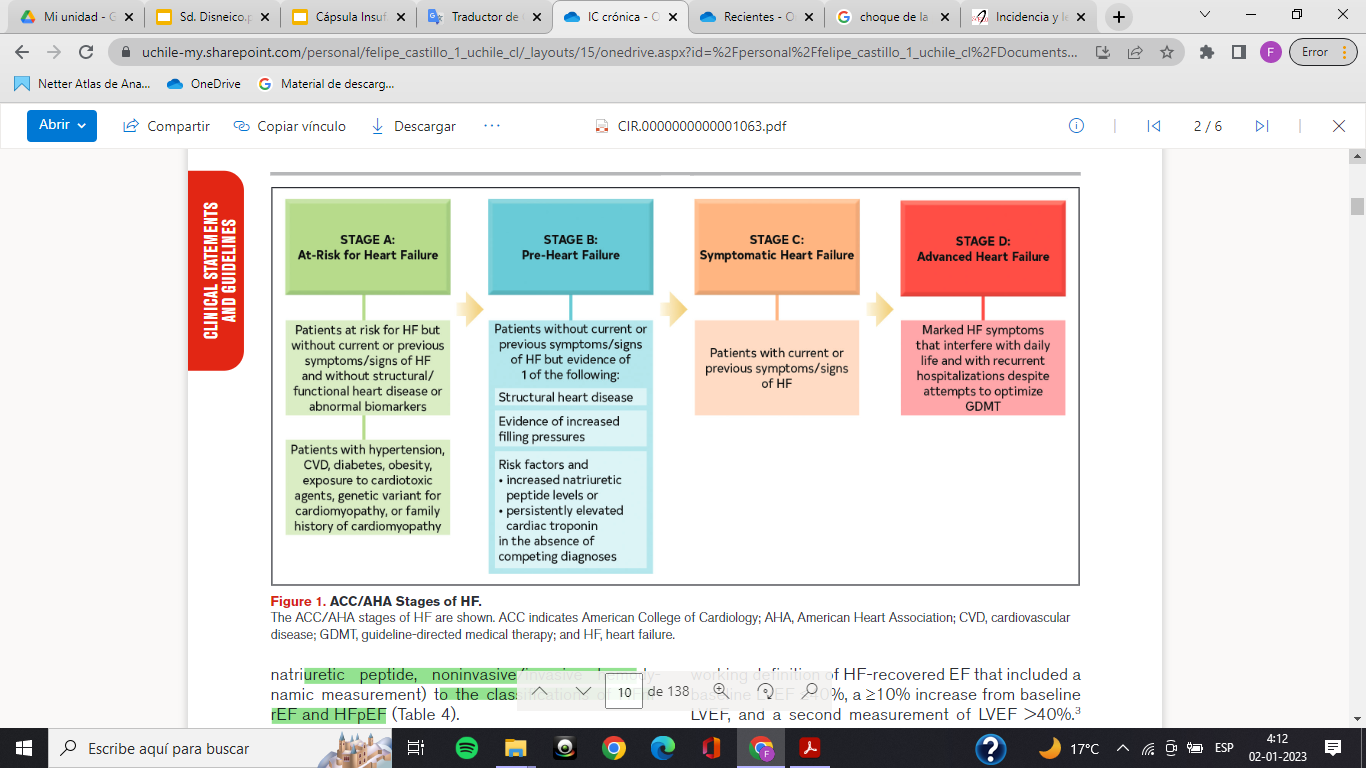 Mi unidad - G
Sd. Disneico.p
Cápsula Insuf.
Traductor de
IC crónica - O
Recientes - O
choque de la
Incidencia y le
uchile-my.sharepoint.com/personal/felipe_castillo_1_uchile_cl/_layouts/15/onedrive.aspx?id=%2Fpersonal%2Ffelipe_castillo_1_uchile_cl%2FDocuments...
F
Error
Netter Atlas de Ana...
OneDrive
Material de descarg...
Abrir
Compartir
Copiar vínculo
Descargar
...
CIR.0000000000001063.pdf
2 / 6
CLINICAL STATEMENTS
AND GUIDELINES
STAGE A:
At-Risk for Heart Failure
Patients at risk for HF but
without current or previous
symptoms/signs of HF
and without structural/
functional heart disease or
abnormal biomarkers
Patients with hypertension,
CVD, diabetes, obesity,
exposure to cardiotoxic
agents, genetic variant for
cardiomyopathy, or family
history of cardiomyopathy
STAGE B:
Pre-Heart Failure
Patients without current or
previous symptoms/signs
of HF but evidence of
1 of the following:
Structural heart disease
Evidence of increased
filling pressures
Risk factors and
• increased natriuretic
peptide levels or
• persistently elevated
cardiac troponin
in the absence of
competing diagnoses
STAGE C:
Symptomatic Heart Failure
Patients with current or
previous symptoms/signs
of HF
STAGE D:
Advanced Heart Failure
Marked HF symptoms
that interfere with daily
life and with recurrent
hospitalizations despite
attempts to optimize
GDMT
Figure 1. ACC/AHA Stages of HF.
The ACC/AHA stages of HF are shown. ACC indicates American College of Cardiology; AHA, American Heart Association; CVD, cardiovascular
disease; GDMT, guideline-directed medical therapy; and HF, heart failure.
natriuretic peptide, noninvasive/invasive hemody-
namic measurement) to the classifications of
rEF and HFpEF (Table 4).
working definition of HF-recovered EF that included a
baseline LVEF ≤40%, a ≥10% increase from baseline
LVEF, and a second measurement of LVEF >40%.3
10 de 138
Escribe aquí para buscar
F
17°C
ESP
4:12
02-01-2023